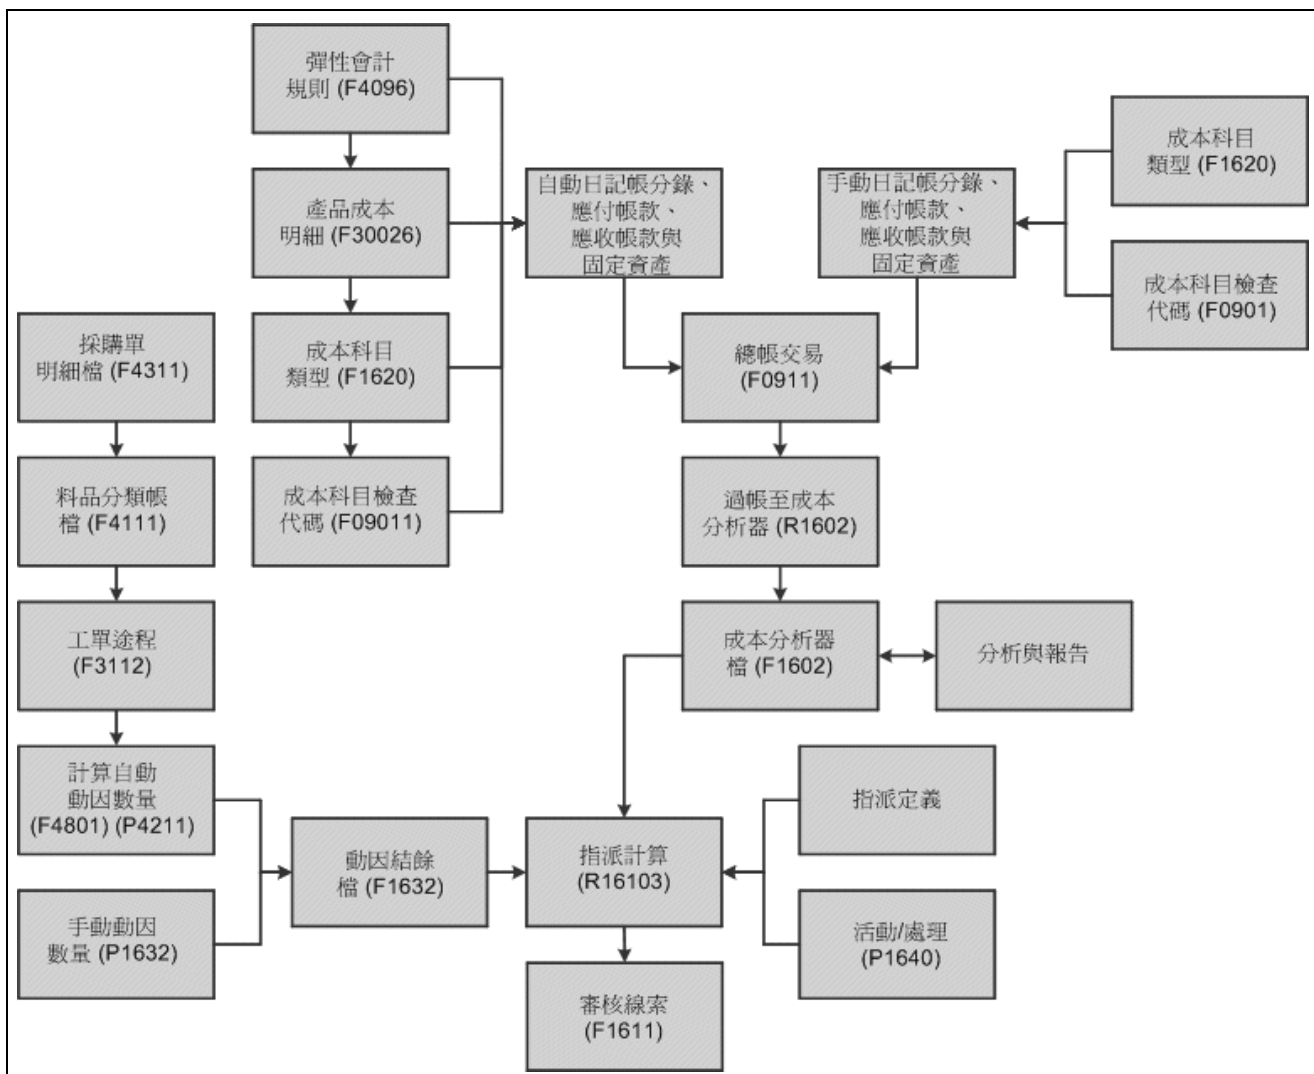 彈性會計
規則 (F4096)
產品成本
明細 (F30026)
成本科目
類型 (F1620)
成本科目檢查
代碼 (F09011)
自動日記帳分錄、
應付帳款、
應收帳款與
固定資產
手動日記帳分錄、
應付帳款、
應收帳款與
固定資產
成本科目
類型 (F1620)
成本科目檢查
代碼 (F0901)
採購單
明細檔 (F4311)
料品分類帳
檔 (F4111)
工單途程
(F3112)
計算自動
動因數量
(F4801) (P4211)
手動動因
數量 (P1632)
總帳交易
(F0911)
過帳至成本
分析器 (R1602)
成本分析器
檔 (F1602)
分析與報告
動因結餘
檔 (F1632)
指派計算
(R16103)
指派定義
活動/處理
(P1640)
審核線索
(F1611)